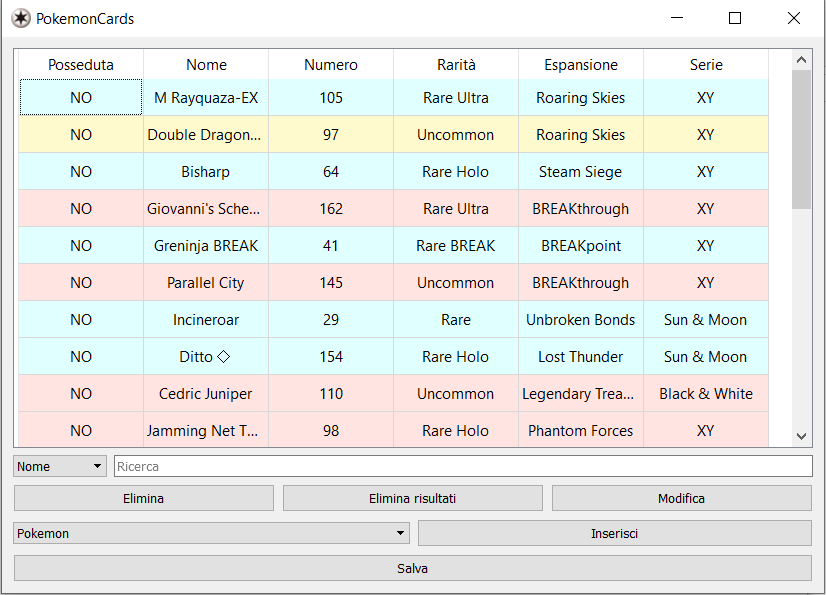 PokemonCards
Posseduta Nome Numero Rarità Espansione Serie
NO M Rayquaza-EX 105 Rare Ultra Roaring Skies XY
NO Double Dragon... 97 Uncommon Roaring Skies XY
NO Bisharp 64 Rare Holo Steam Siege XY
NO Giovanni's Sche... 162 Rare Ultra BREAKthrough XY
NO Greninja BREAK 41 Rare BREAK BREAKpoint XY
NO Parallel City 145 Uncommon BREAKthrough XY
NO Incineroar 29 Rare Unbroken Bonds Sun & Moon
NO Ditto ◇ 154 Rare Holo Lost Thunder Sun & Moon
NO Cedric Juniper 110 Uncommon Legendary Trea... Black & White
NO Jamming Net T... 98 Rare Holo Phantom Forces XY
Nome Ricerca
Elimina Elimina risultati Modifica
Pokemon Inserisci
Salva